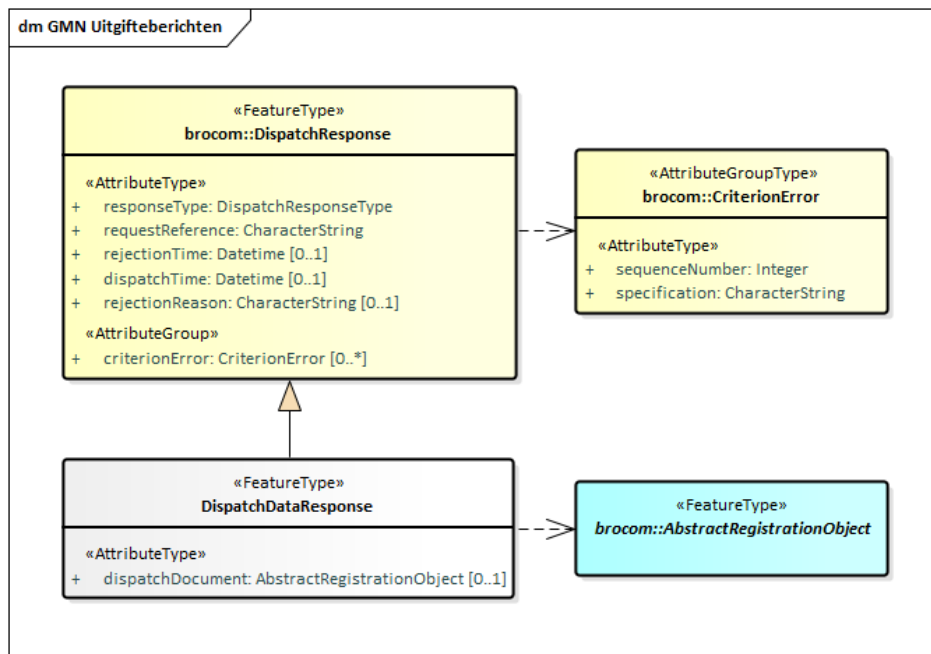 dm GMN Uitgifteberichten
«FeatureType»
brocom::DispatchResponse
«AttributeType»
+ responseType: DispatchResponseType
+ requestReference: CharacterString
+ rejectionTime: Datetime [0..1]
+ dispatchTime: Datetime [0..1]
+ rejectionReason: CharacterString [0..1]
«AttributeGroup»
+ criterionError: CriterionError [0..*]
«AttributeGroupType»
brocom::CriterionError
«AttributeType»
+ sequenceNumber: Integer
+ specification: CharacterString
«FeatureType»
DispatchDataResponse
«AttributeType»
+ dispatchDocument: AbstractRegistrationObject [0..1]
«FeatureType»
brocom::AbstractRegistrationObject